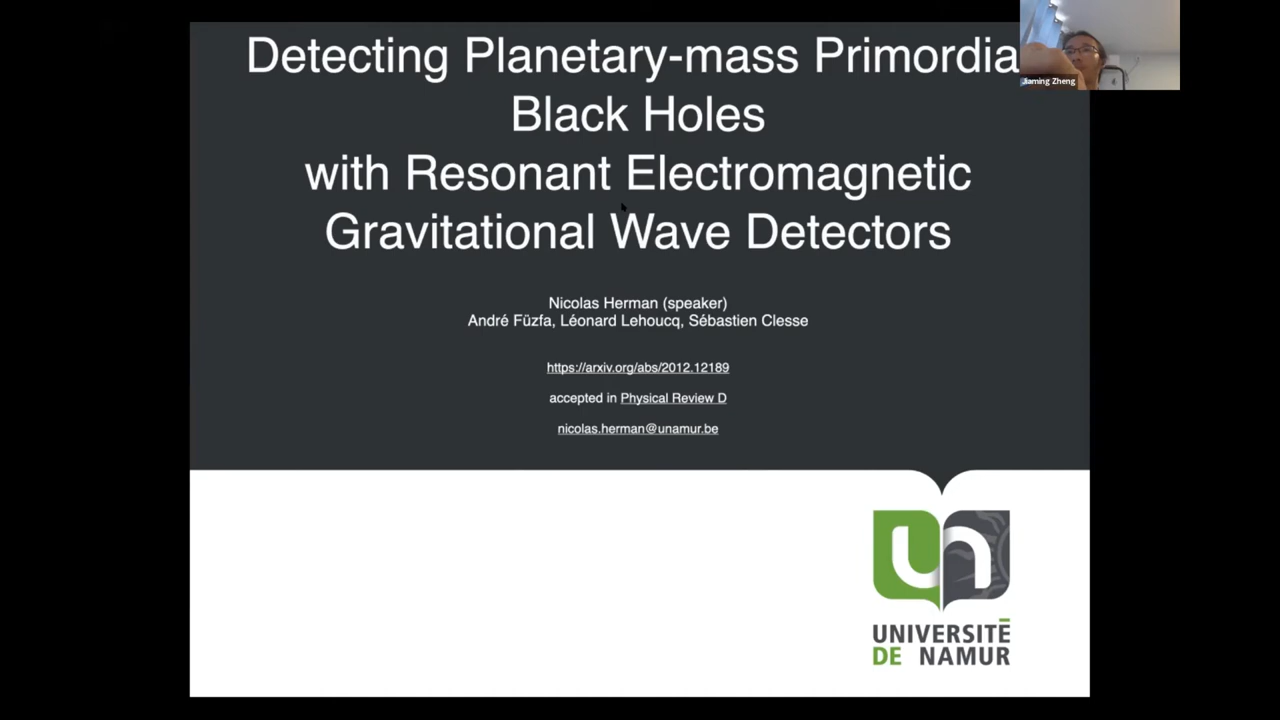 Detecting Planetary-mass Primordia
Black Holes
with Resonant Electromagnetic
Gravitational Wave Detectors
Nicolas Herman (speaker)
André Füzfa, Léonard Lehoucq, Sébastien Clesse
https://arxiv.org/abs/2012.12189
accepted in Physical Review D
nicolas.herman@unamur.be
Jiaming Zheng
un
UNIVERSITÉ
DE NAMUR